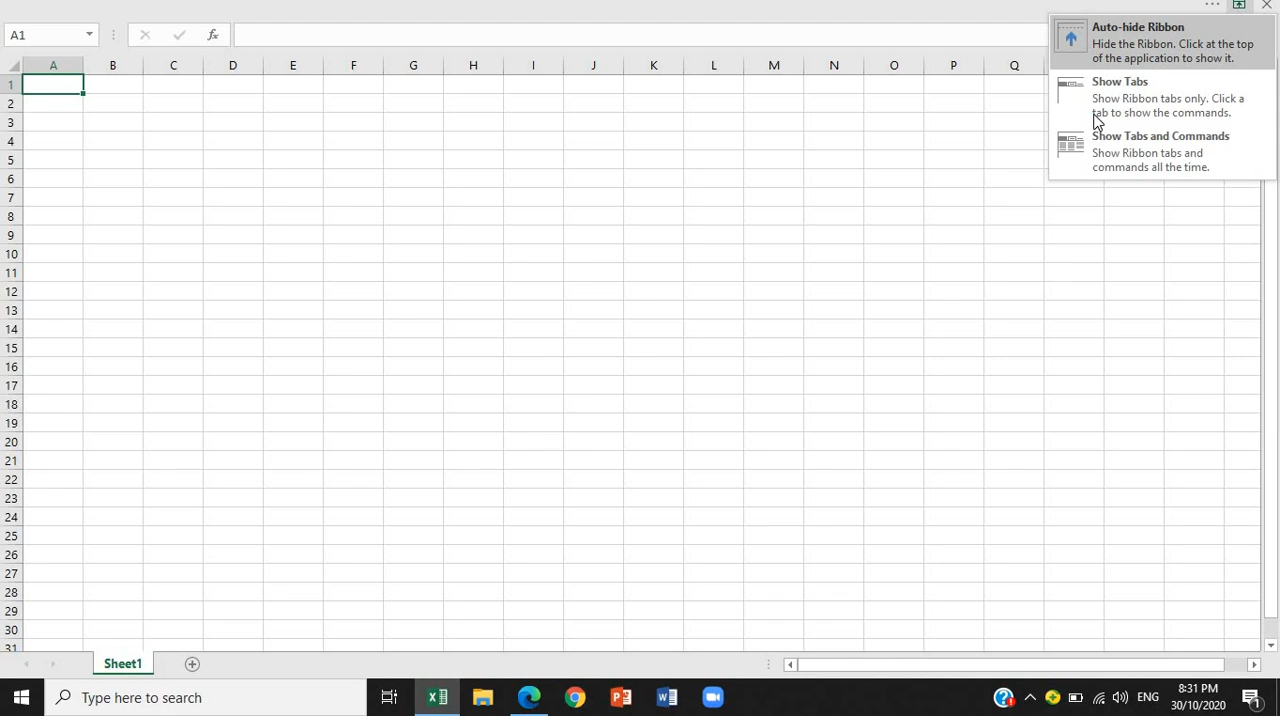 Auto-hide Ribbon
Hide the Ribbon. Click at the top
of the application to show it.
Show Tabs
Show Ribbon tabs only. Click a
tab to show the commands.
Show Tabs and Commands
Show Ribbon tabs and
commands all the time.
A1
fx
A B C D E F G H I J K L M N O P Q
1
2
3
4
5
6
7
8
9
10
11
12
13
14
15
16
17
18
19
20
21
22
23
24
25
26
27
28
29
30
31
Sheet1
Type here to search
ENG
8:31 PM
30/10/2020
1